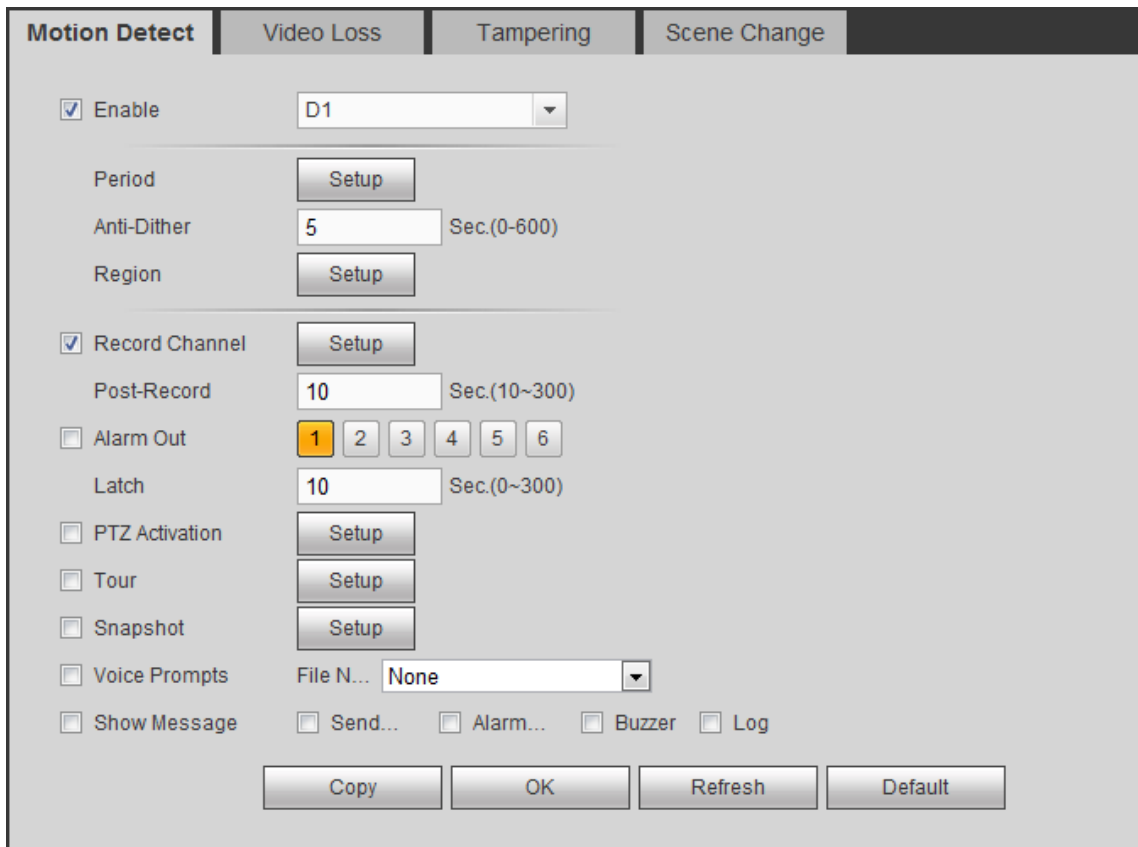 Motion Detect Video Loss Tampering Scene Change
Enable D1
Period Setup
Anti-Dither 5 Sec.(0-600)
Region Setup
Record Channel Setup
Post-Record 10 Sec.(10~300)
Alarm Out 1 2 3 4 5 6
Latch 10 Sec.(0~300)
PTZ Activation Setup
Tour Setup
Snapshot Setup
Voice Prompts File N... None
Show Message Send... Alarm... Buzzer Log
Copy OK Refresh Default